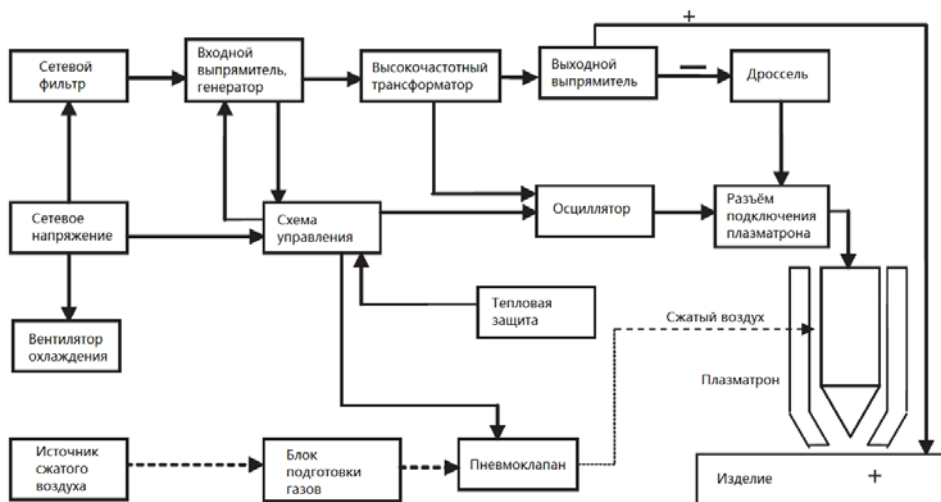 +
Сетевой
фильтр
Входной
выпрямитель,
генератор
Высокочастотный
трансформатор
Выходной
выпрямитель
—
Дроссель
Сетевое
напряжение
Схема
управления
Осциллятор
Разъём
подключения
плазматрона
Тепловая
защита
Сжатый воздух
Вентилятор
охлаждения
Плазматрон
Источник
сжатого
воздуха
Блок
подготовки
газов
Пневмоклапан
Изделие +